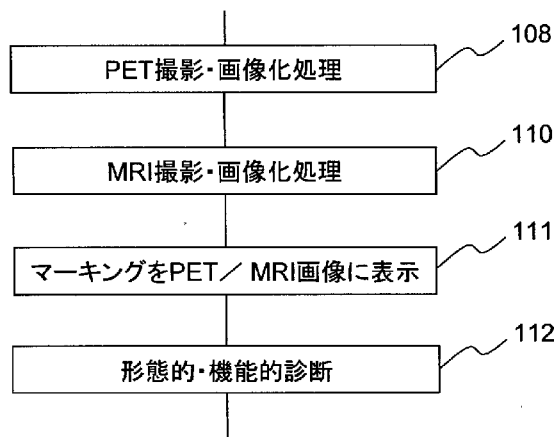 PET撮影・画像化処理
108
MRI撮影・画像化処理
110
マーキングをPET／MRI画像に表示
111
形態的・機能的診断
112